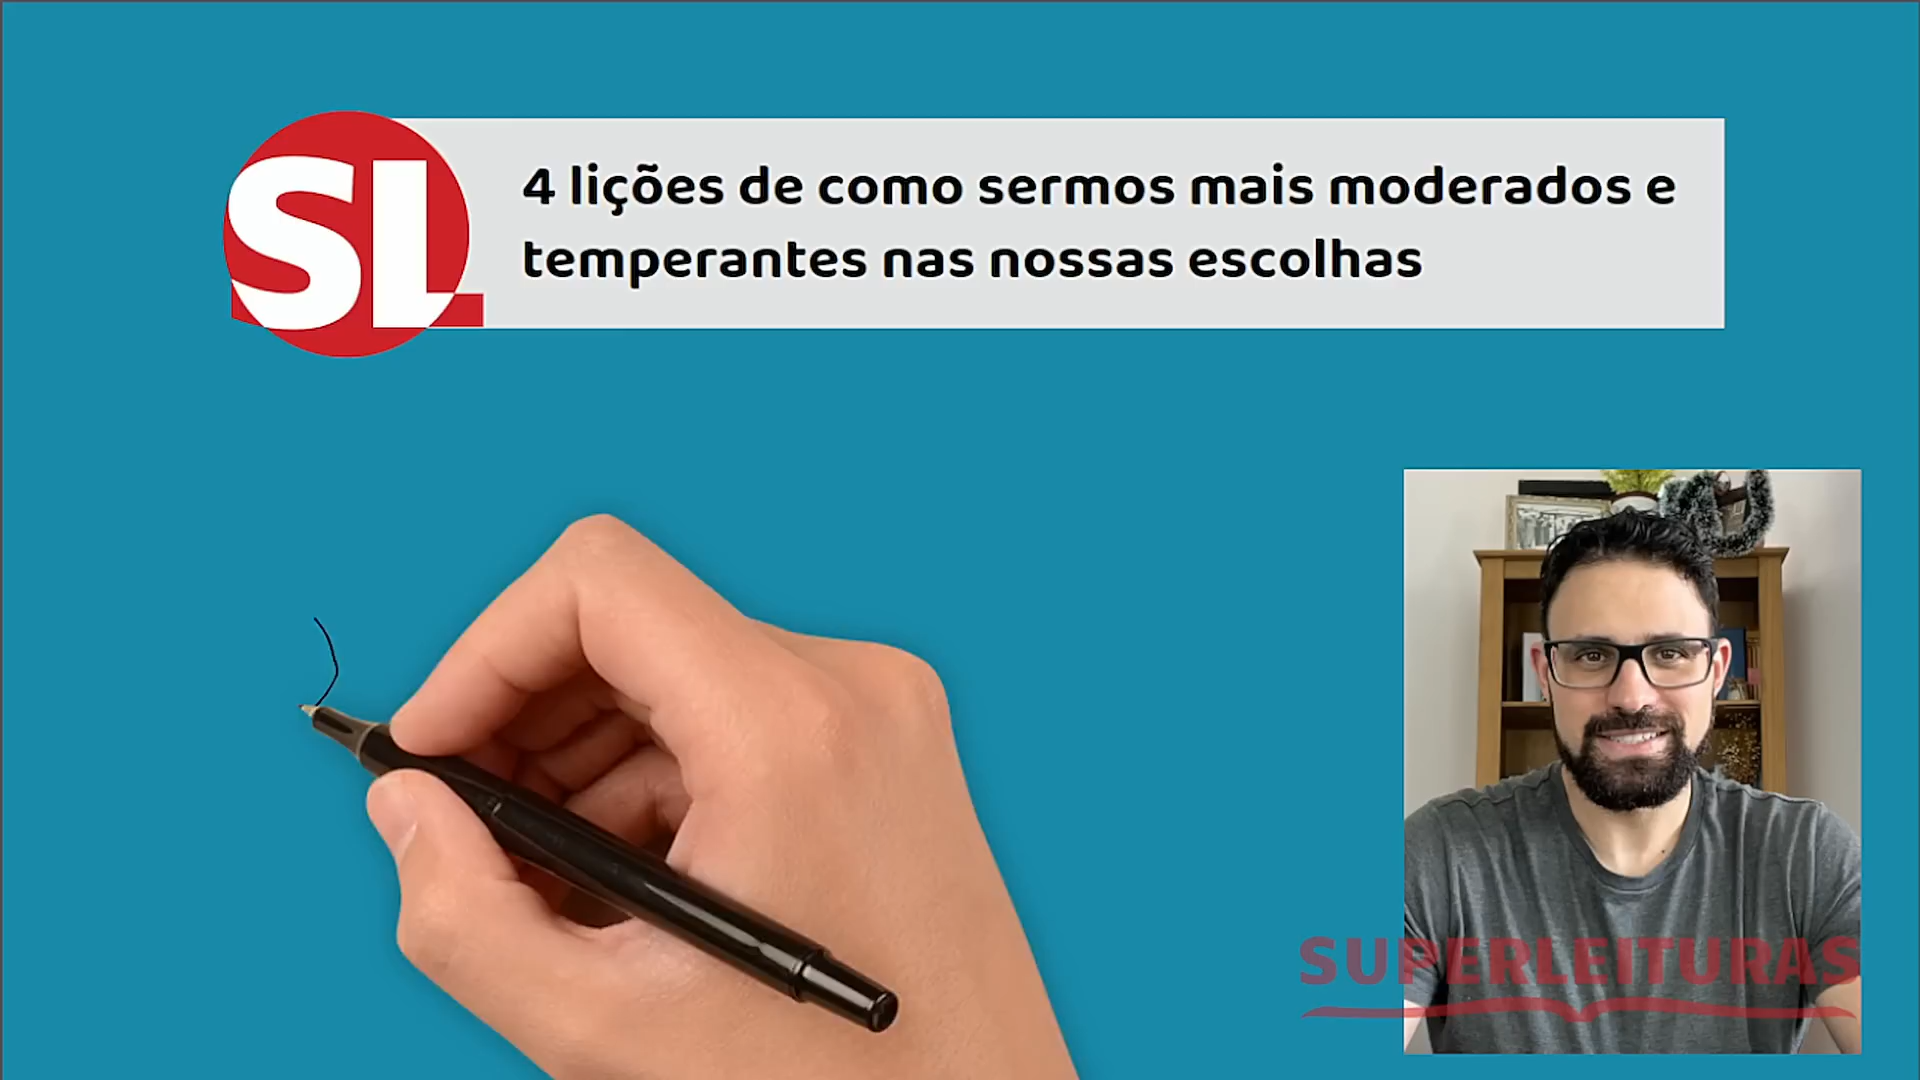 SL
4 lições de como sermos mais moderados e
temperantes nas nossas escolhas
SUPERLEITURAS